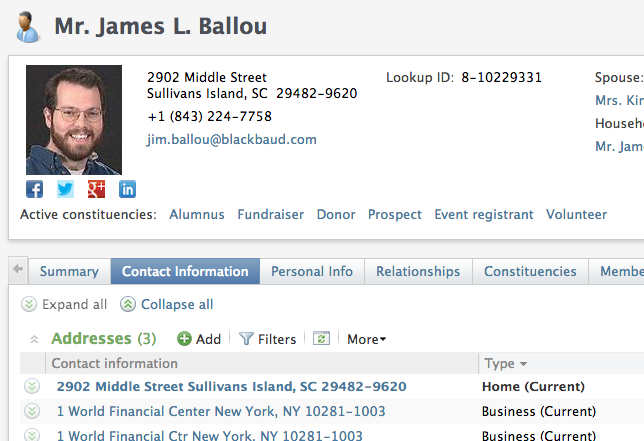 Mr. James L. Ballou
2902 Middle Street
Sullivans Island, SC 29482-9620
+1 (843) 224-7758
jim.ballou@blackbaud.com
Lookup ID: 8-10229331
Spouse:
Mrs. Kin
Househo
Mr. Jame
Active constituencies: Alumnus Fundraiser Donor Prospect Event registrant Volunteer
Summary Contact Information Personal Info Relationships Constituencies Membe
Expand all Collapse all
Addresses (3) Add Filters More
Contact information Type
2902 Middle Street Sullivans Island, SC 29482-9620 Home (Current)
1 World Financial Center New York, NY 10281-1003 Business (Current)
1 World Financial Ctr New York, NY 10281-1003 Business (Current)